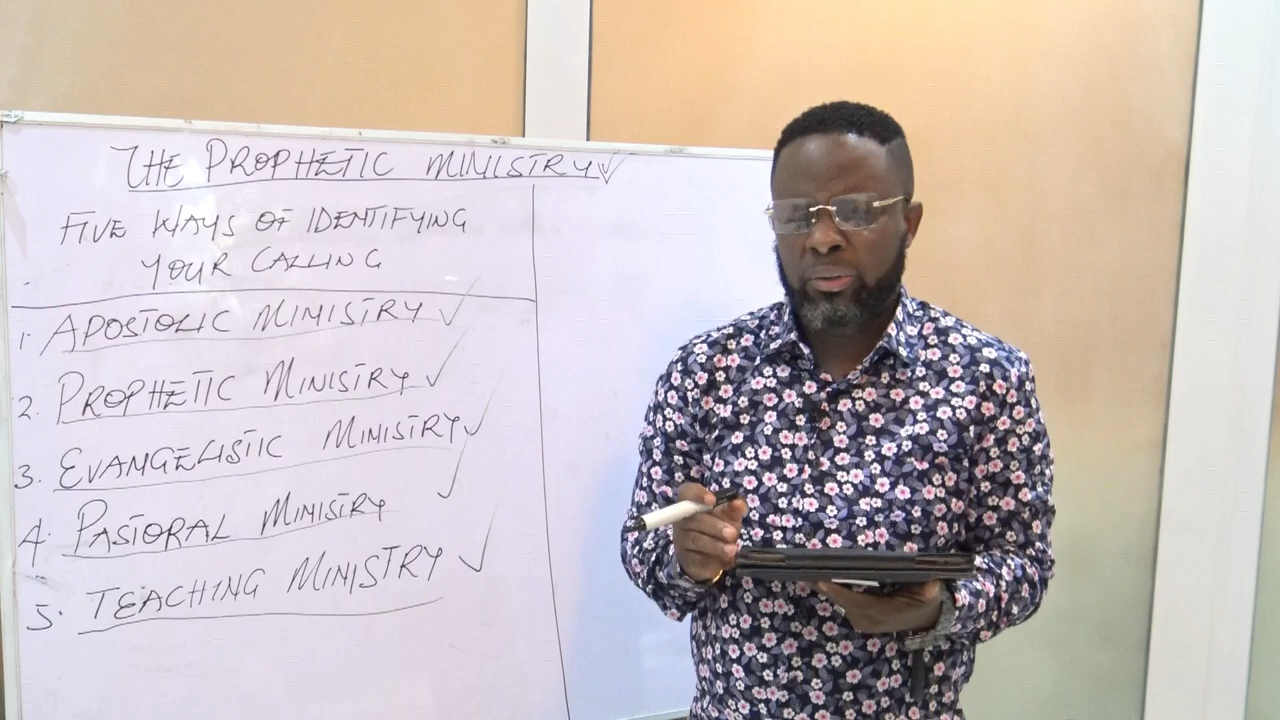 THE PROPHETIC MINISTRY
FIVE WAYS OF IDENTIFYING
YOUR CALLING
1. APOSTOLIC MINISTRY
2. PROPHETIC MINISTRY
3. EVANGELISTIC MINISTRY
4. PASTORAL MINISTRY
5. TEACHING MINISTRY